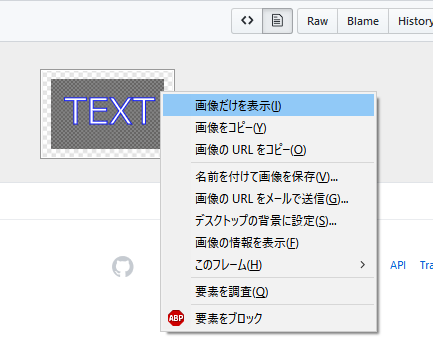 Raw Blame History
TEXT
画像だけを表示(I)
画像をコピー(Y)
画像の URL をコピー(O)
名前を付けて画像を保存(V)...
画像の URL をメールで送信(G)...
デスクトップの背景に設定(S)...
画像の情報を表示(F)
このフレーム(H)
API Tra
要素を調査(Q)
ABP 要素をブロック